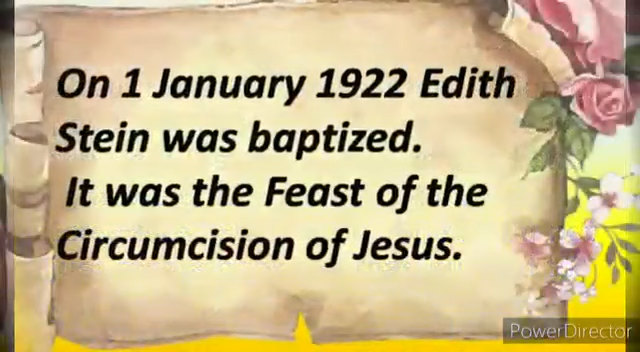 On 1 January 1922 Edith
Stein was baptized.
It was the Feast of the
Circumcision of Jesus.
PowerDirector